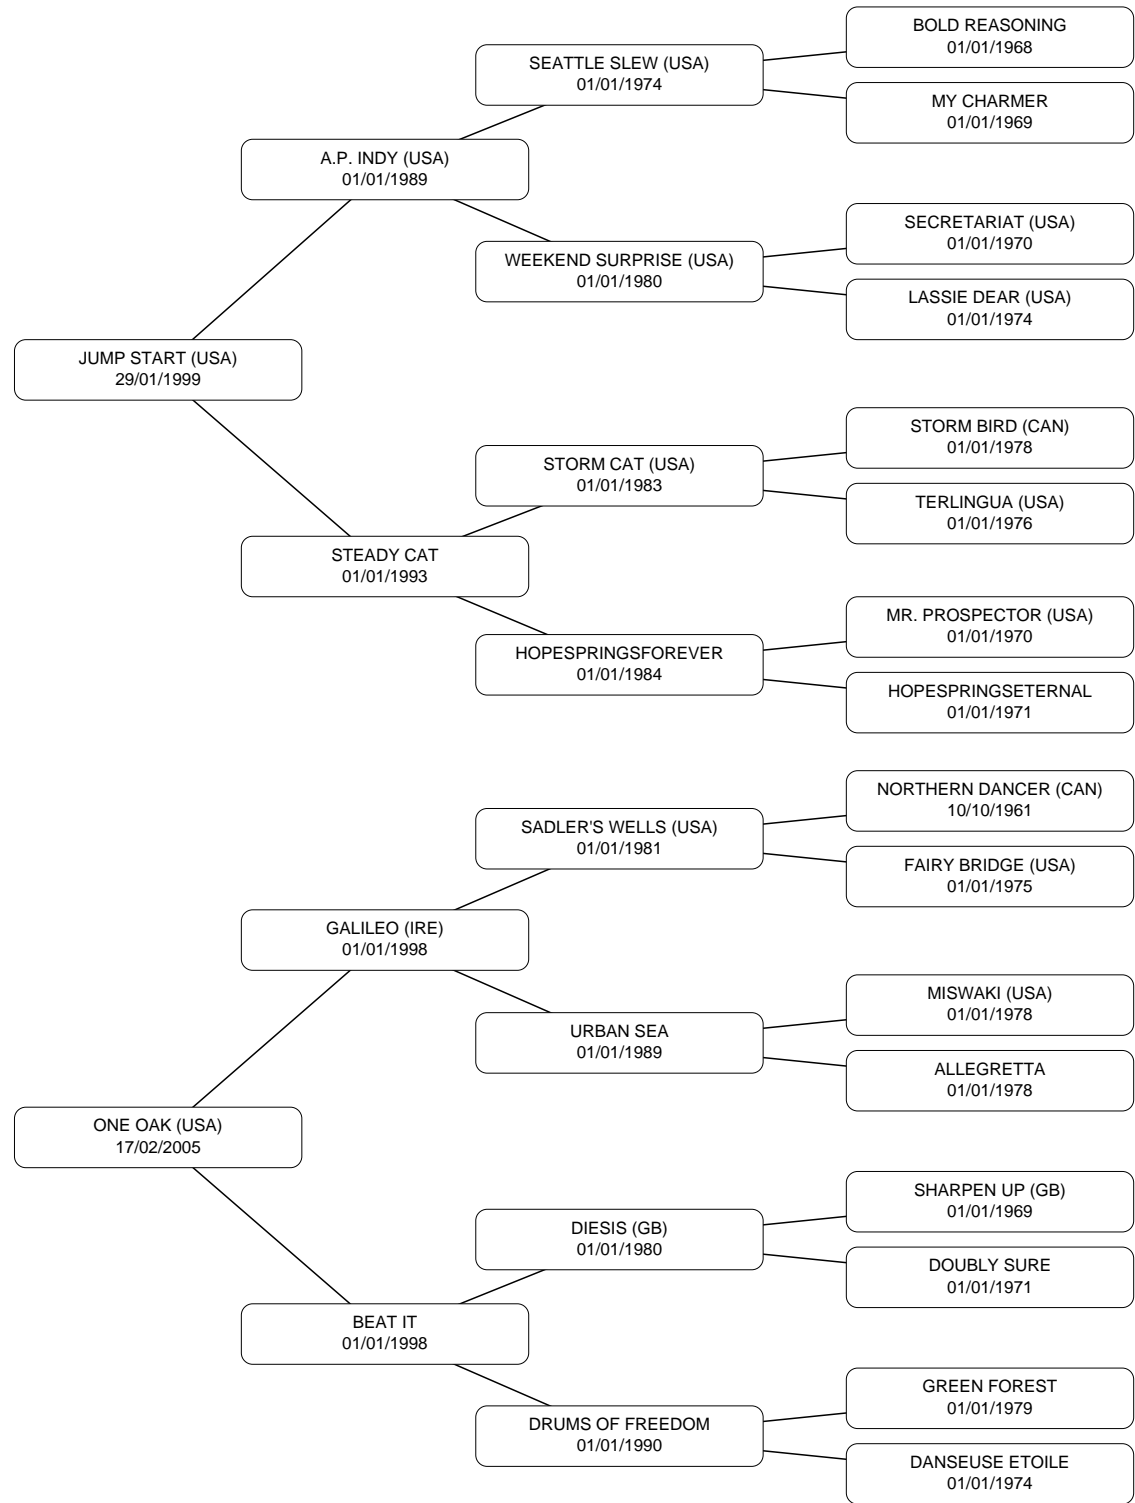 BOLD REASONING
01/01/1968
SEATTLE SLEW (USA)
01/01/1974
MY CHARMER
01/01/1969
A.P. INDY (USA)
01/01/1989
SECRETARIAT (USA)
01/01/1970
WEEKEND SURPRISE (USA)
01/01/1980
LASSIE DEAR (USA)
01/01/1974
JUMP START (USA)
29/01/1999
STORM BIRD (CAN)
01/01/1978
STORM CAT (USA)
01/01/1983
TERLINGUA (USA)
01/01/1976
STEADY CAT
01/01/1993
MR. PROSPECTOR (USA)
01/01/1970
HOPESPRINGSFOREVER
01/01/1984
HOPESPRINGSETERNAL
01/01/1971
NORTHERN DANCER (CAN)
10/10/1961
SADLER'S WELLS (USA)
01/01/1981
FAIRY BRIDGE (USA)
01/01/1975
GALILEO (IRE)
01/01/1998
MISWAKI (USA)
01/01/1978
URBAN SEA
01/01/1989
ALLEGRETTA
01/01/1978
ONE OAK (USA)
17/02/2005
SHARPEN UP (GB)
01/01/1969
DIESIS (GB)
01/01/1980
DOUBLY SURE
01/01/1971
BEAT IT
01/01/1998
GREEN FOREST
01/01/1979
DRUMS OF FREEDOM
01/01/1990
DANSEUSE ETOILE
01/01/1974